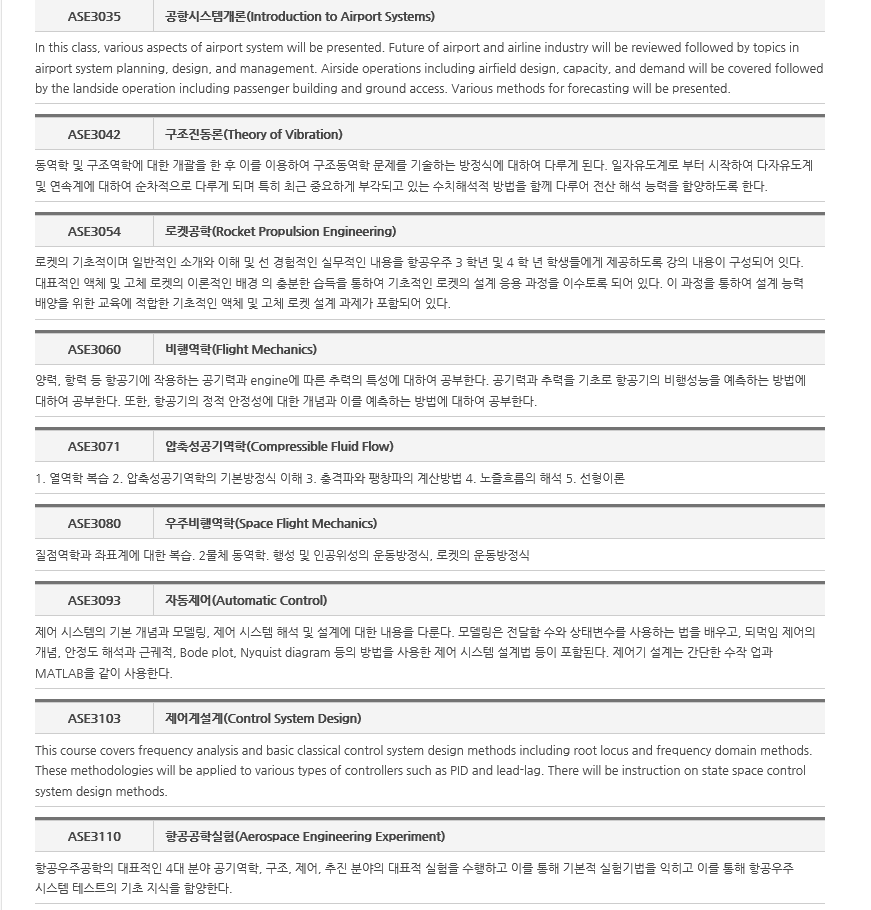 ASE3035 공항시스템개론(Introduction to Airport Systems)
In this class, various aspects of airport system will be presented. Future of airport and airline industry will be reviewed followed by topics in
airport system planning, design, and management. Airside operations including airfield design, capacity, and demand will be covered followed
by the landside operation including passenger building and ground access. Various methods for forecasting will be presented.
ASE3042 구조진동론(Theory of Vibration)
동역학 및 구조역학에 대한 개괄을 한 후 이를 이용하여 구조동역학 문제를 기술하는 방정식에 대하여 다루게 된다. 일자유도계로 부터 시작하여 다자유도계
및 연속계에 대하여 순차적으로 다루게 되며 특히 최근 중요하게 부각되고 있는 수치해석적 방법을 함께 다루어 전산 해석 능력을 함양하도록 한다.
ASE3054 로켓공학(Rocket Propulsion Engineering)
로켓의 기초적이며 일반적인 소개와 이해 및 선 경험적인 실무적인 내용을 항공우주 3 학년 및 4 학 년 학생들에게 제공하도록 강의 내용이 구성되어 잇다.
대표적인 액체 및 고체 로켓의 이론적인 배경 의 충분한 습득을 통하여 기초적인 로켓의 설계 응용 과정을 이수토록 되어 있다. 이 과정을 통하여 설계 능력
배양을 위한 교육에 적합한 기초적인 액체 및 고체 로켓 설계 과제가 포함되어 있다.
ASE3060 비행역학(Flight Mechanics)
양력, 항력 등 항공기에 작용하는 공기력과 engine에 따른 추력의 특성에 대하여 공부한다. 공기력과 추력을 기초로 항공기의 비행성능을 예측하는 방법에
대하여 공부한다. 또한, 항공기의 정적 안정성에 대한 개념과 이를 예측하는 방법에 대하여 공부한다.
ASE3071 압축성공기역학(Compressible Fluid Flow)
1. 열역학 복습 2. 압축성공기역학의 기본방정식 이해 3. 충격파와 팽창파의 계산방법 4. 노즐흐름의 해석 5. 선형이론
ASE3080 우주비행역학(Space Flight Mechanics)
질점역학과 좌표계에 대한 복습. 2물체 동역학. 행성 및 인공위성의 운동방정식, 로켓의 운동방정식
ASE3093 자동제어(Automatic Control)
제어 시스템의 기본 개념과 모델링, 제어 시스템 해석 및 설계에 대한 내용을 다룬다. 모델링은 전달함 수와 상태변수를 사용하는 법을 배우고, 되먹임 제어의
개념, 안정도 해석과 근궤적, Bode plot, Nyquist diagram 등의 방법을 사용한 제어 시스템 설계법 등이 포함된다. 제어기 설계는 간단한 수작 업과
MATLAB을 같이 사용한다.
ASE3103 제어계설계(Control System Design)
This course covers frequency analysis and basic classical control system design methods including root locus and frequency domain methods.
These methodologies will be applied to various types of controllers such as PID and lead-lag. There will be instruction on state space control
system design methods.
ASE3110 항공공학실험(Aerospace Engineering Experiment)
항공우주공학의 대표적인 4대 분야 공기역학, 구조, 제어, 추진 분야의 대표적 실험을 수행하고 이를 통해 기본적 실험기법을 익히고 이를 통해 항공우주
시스템 테스트의 기초 지식을 함양한다.